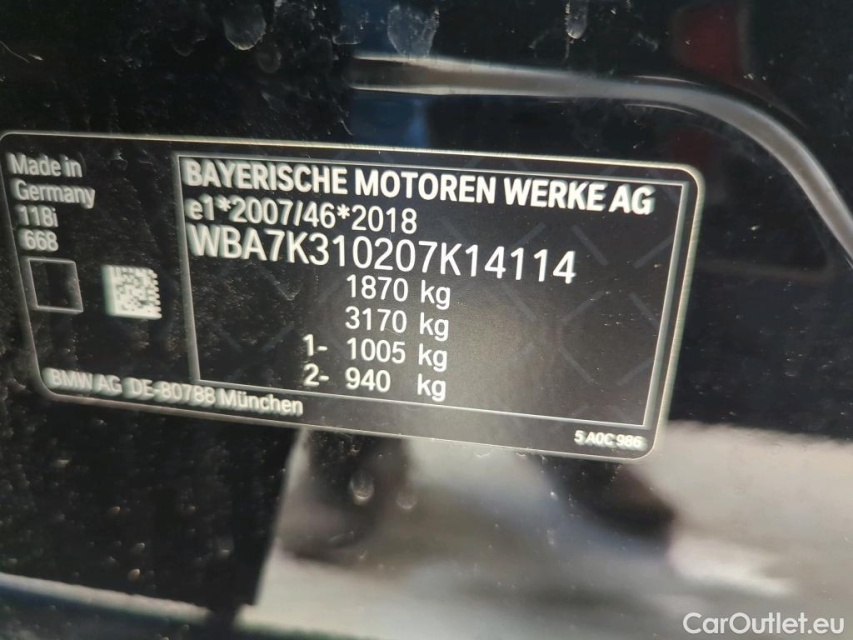 Made in
Germany
118i
668
BAYERISCHE MOTOREN WERKE AG
e1*2007/46*2018
WBA7K310207K14114
1870 kg
3170 kg
1- 1005 kg
2- 940 kg
BMW AG DE-80788 München
5 AQC 986
CarOutlet.eu